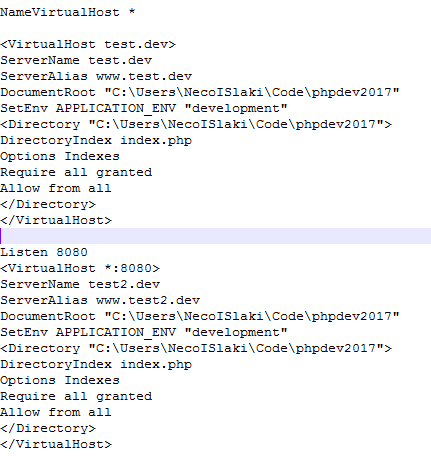 NameVirtualHost *
<VirtualHost test.dev>
ServerName test.dev
ServerAlias www.test.dev
DocumentRoot "C:\Users\NecoISlaki\Code\phpdev2017"
SetEnv APPLICATION_ENV "development"
<Directory "C:\Users\NecoISlaki\Code\phpdev2017">
DirectoryIndex index.php
Options Indexes
Require all granted
Allow from all
</Directory>
</VirtualHost>
Listen 8080
<VirtualHost *:8080>
ServerName test2.dev
ServerAlias www.test2.dev
DocumentRoot "C:\Users\NecoISlaki\Code\phpdev2017"
SetEnv APPLICATION_ENV "development"
<Directory "C:\Users\NecoISlaki\Code\phpdev2017">
DirectoryIndex index.php
Options Indexes
Require all granted
Allow from all
</Directory>
</VirtualHost>